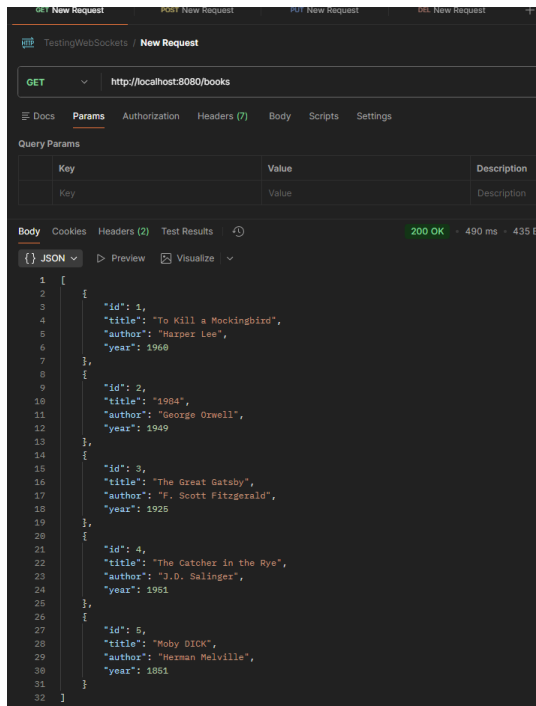 GET New Request POST New Request PUT New Request DEL New Request +
HTTP TestingWebSockets / New Request
GET http://localhost:8080/books
Docs Params Authorization Headers (7) Body Scripts Settings
Query Params
Key Value Description
Key Value Description
Body Cookies Headers (2) Test Results 200 OK • 490 ms • 435
{} JSON Preview Visualize
1 [
2 {
3 "id": 1,
4 "title": "To Kill a Mockingbird",
5 "author": "Harper Lee",
6 "year": 1960
7 },
8 {
9 "id": 2,
10 "title": "1984",
11 "author": "George Orwell",
12 "year": 1949
13 },
14 {
15 "id": 3,
16 "title": "The Great Gatsby",
17 "author": "F. Scott Fitzgerald",
18 "year": 1925
19 },
20 {
21 "id": 4,
22 "title": "The Catcher in the Rye",
23 "author": "J.D. Salinger",
24 "year": 1951
25 },
26 {
27 "id": 5,
28 "title": "Moby DICK",
29 "author": "Herman Melville",
30 "year": 1851
31 }
32 ]